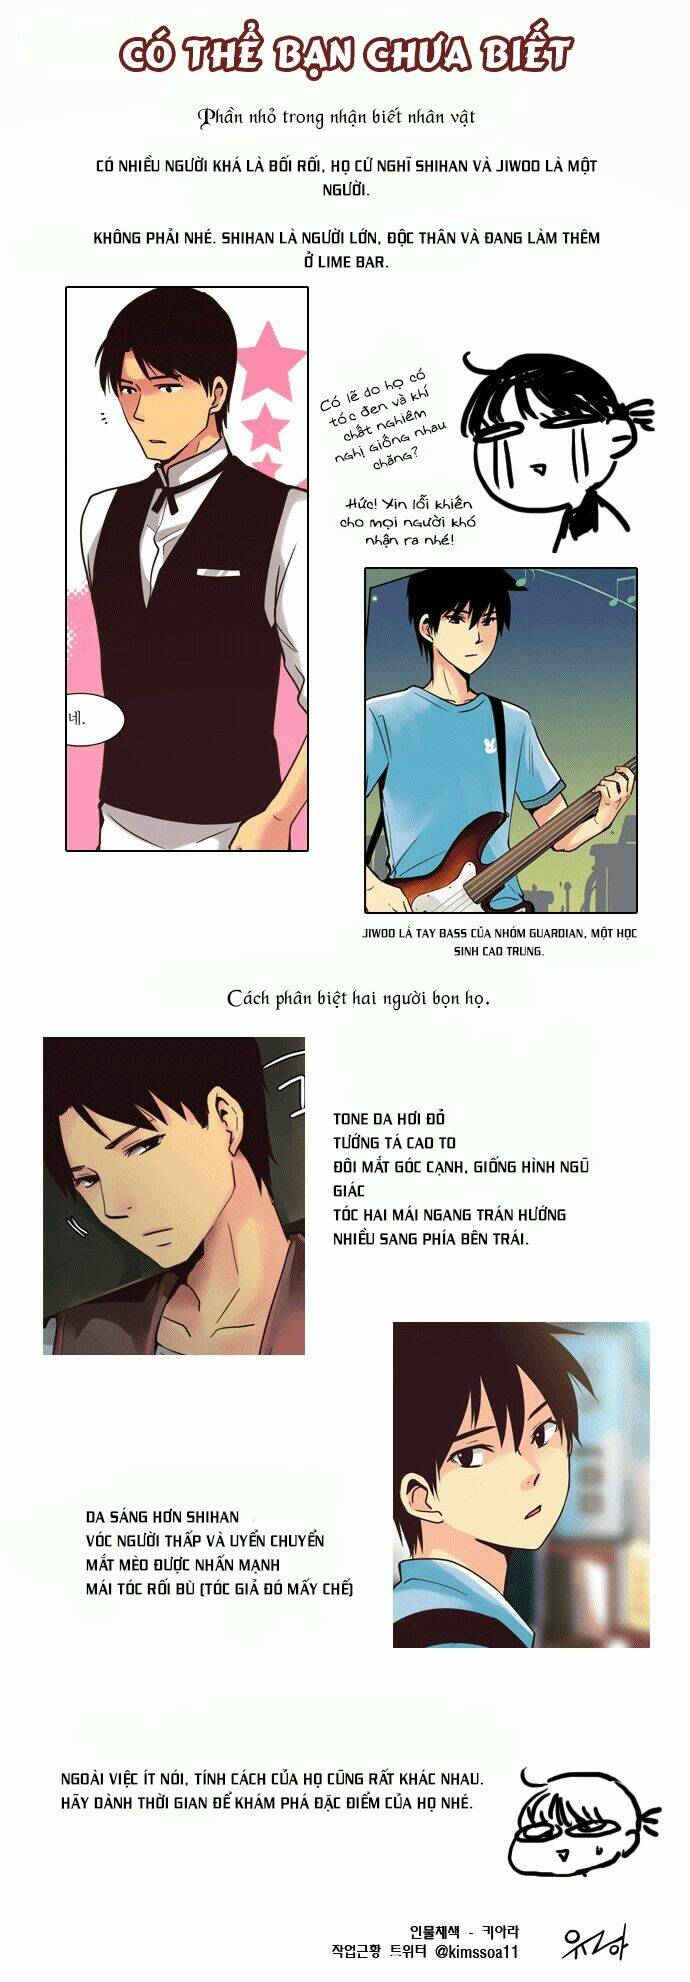 CÓ THỂ BẠN CHƯA BIẾT
Phần nhỏ trong nhận biết nhân vật
CÓ NHIỀU NGƯỜI KHÁ LÀ BỐI RỐI, HỌ CỨ NGHĨ SHIHAN VÀ JIWOO LÀ MỘT
NGƯỜI.
KHÔNG PHẢI NHÉ. SHIHAN LÀ NGƯỜI LỚN, ĐỘC THÂN VÀ ĐANG LÀM THÊM
Ở LIME BAR.
Có lẽ do họ có
tóc đen và khí
chất nghiêm
nghị giống nhau
chăng?
Hức! Xin lỗi khiến
cho mọi người khó
nhận ra nhé!
네.
JIWOO LÀ TAY BASS CỦA NHÓM GUARDIAN, MỘT HỌC
SINH CAO TRUNG.
Cách phân biệt hai người bọn họ.
TONE DA HƠI ĐỎ
TƯỚNG TÁ CAO TO
ĐÔI MẮT GÓC CẠNH, GIỐNG HÌNH NGŨ
GIÁC
TÓC HAI MÁI NGANG TRÁN HƯỚNG
NHIỀU SANG PHÍA BÊN TRÁI.
DA SÁNG HƠN SHIHAN
VÓC NGƯỜI THẤP VÀ UYỂN CHUYỂN
MẮT MÈO ĐƯỢC NHẤN MẠNH
MÁI TÓC RỐI BÙ (TÓC GIẢ ĐÓ MẤY CHẾ)
NGOÀI VIỆC ÍT NÓI, TÍNH CÁCH CỦA HỌ CŨNG RẤT KHÁC NHAU.
HÃY DÀNH THỜI GIAN ĐỂ KHÁM PHÁ ĐẶC ĐIỂM CỦA HỌ NHÉ.
인물채색 - 키아라
작업근황 트위터 @kimssoa11